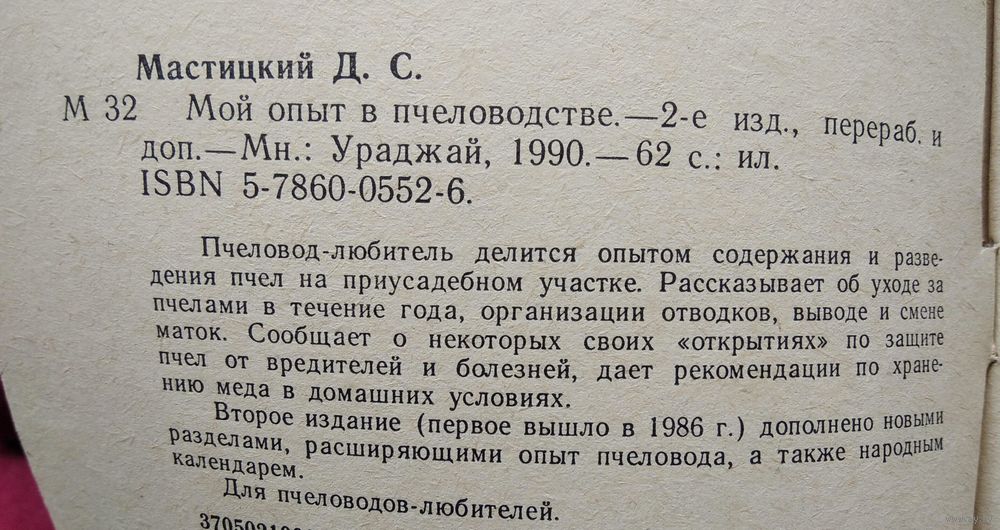 Мастицкий Д. С.
М 32 Мой опыт в пчеловодстве.—2-е изд., перераб. и
доп.—Мн.: Ураджай, 1990.—62 с.: ил.
ISBN 5-7860-0552-6.
Пчеловод-любитель делится опытом содержания и разве-
дения пчел на приусадебном участке. Рассказывает об уходе за
пчелами в течение года, организации отводков, выводе и смене
маток. Сообщает о некоторых своих «открытиях» по защите
пчел от вредителей и болезней, дает рекомендации по хране-
нию меда в домашних условиях.
Второе издание (первое вышло в 1986 г.) дополнено новыми
разделами, расширяющими опыт пчеловода, а также народным
календарем.
Для пчеловодов-любителей.